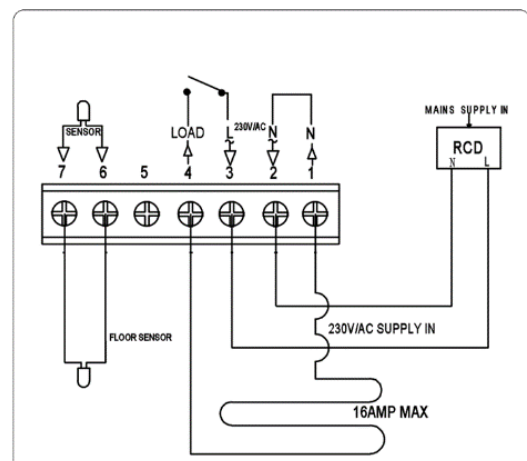 MAINS SUPPLY IN
RCD
N L
SENSOR
LOAD
L
230V/AC
N
N
7 6 5 4 3 2 1
FLOOR SENSOR
230V/AC SUPPLY IN
16AMP MAX